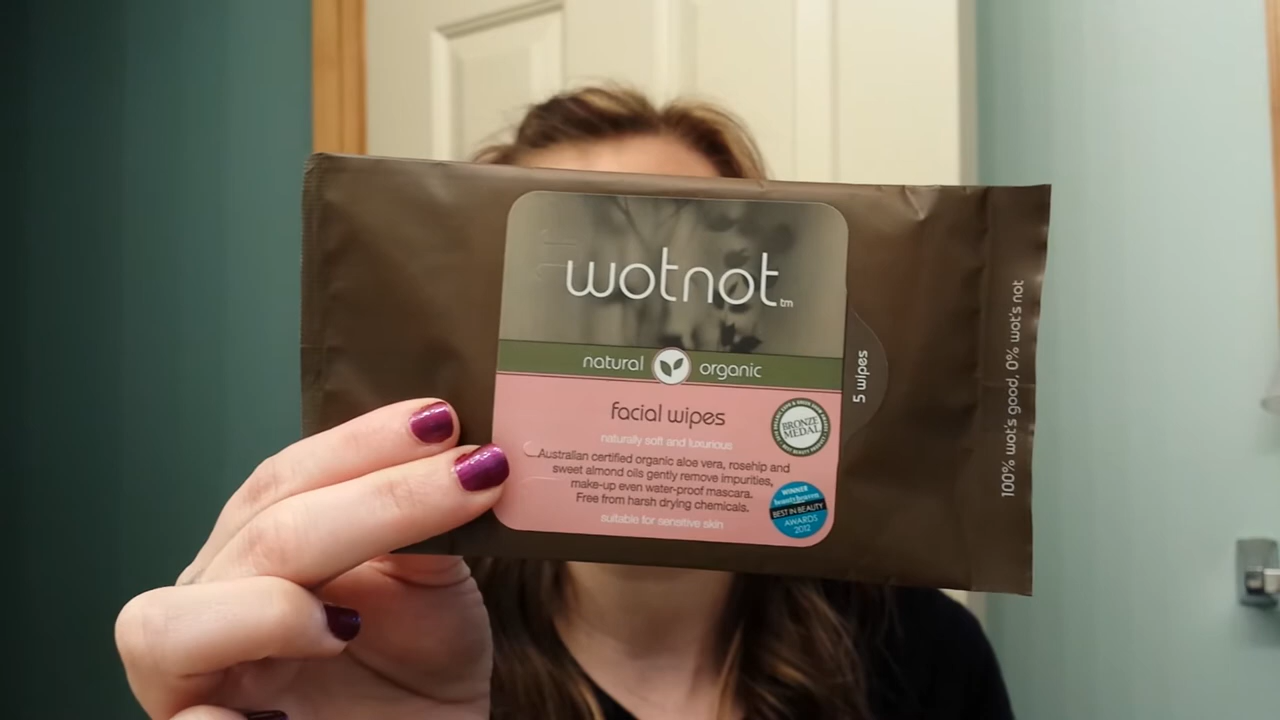 wotnot tm
natural organic
facial wipes
naturally soft and luxurious
Australian certified organic aloe vera, rosehip and
sweet almond oils gently remove impurities,
make-up even water-proof mascara.
Free from harsh drying chemicals.
suitable for sensitive skin
BRONZE
MEDAL
WINNER
beautyheaven
BEST IN BEAUTY
AWARDS
2012
5 wipes
100% wot's good, 0% wot's not